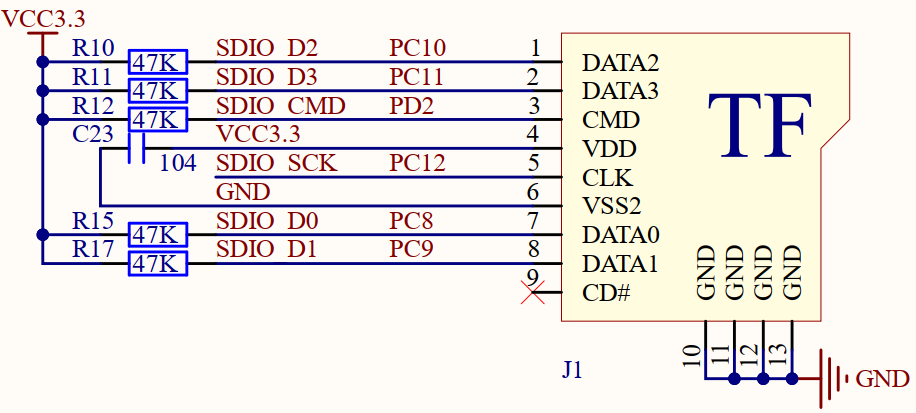 VCC3.3
R10 47K SDIO D2 PC10 1 DATA2
R11 47K SDIO D3 PC11 2 DATA3
R12 47K SDIO CMD PD2 3 CMD
C23 104 VCC3.3 4 VDD
SDIO SCK PC12 5 CLK
GND 6 VSS2
R15 47K SDIO D0 PC8 7 DATA0
R17 47K SDIO D1 PC9 8 DATA1
9 CD#
TF
GND GND GND GND
10 11 12 13
J1
GND